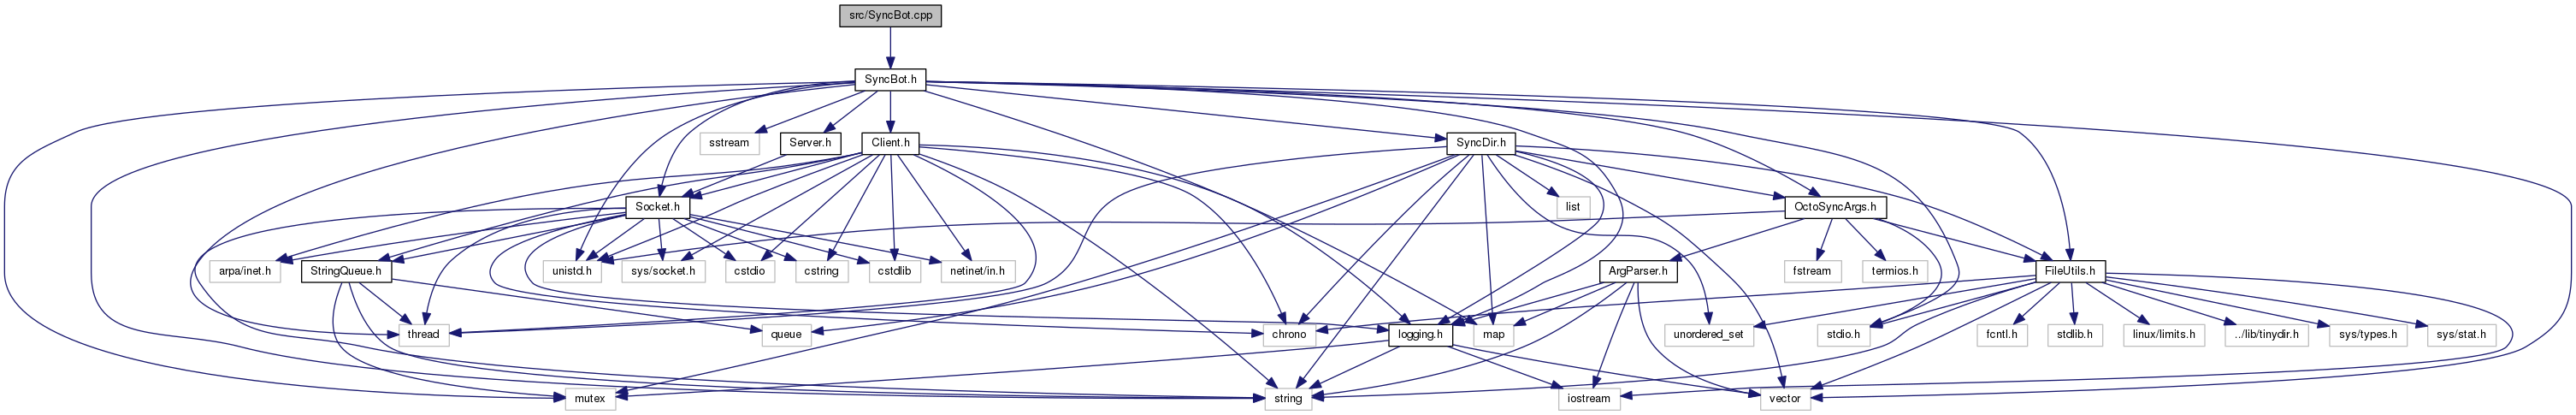 src/SyncBot.cpp
SyncBot.h
sstream
Server.h
Client.h
SyncDir.h
Socket.h
list
OctoSyncArgs.h
arpa/inet.h
StringQueue.h
unistd.h
sys/socket.h
cstdio
cstring
cstdlib
netinet/in.h
ArgParser.h
fstream
termios.h
FileUtils.h
thread
queue
chrono
logging.h
map
unordered_set
stdio.h
fcntl.h
stdlib.h
linux/limits.h
../lib/tinydir.h
sys/types.h
sys/stat.h
mutex
string
iostream
vector